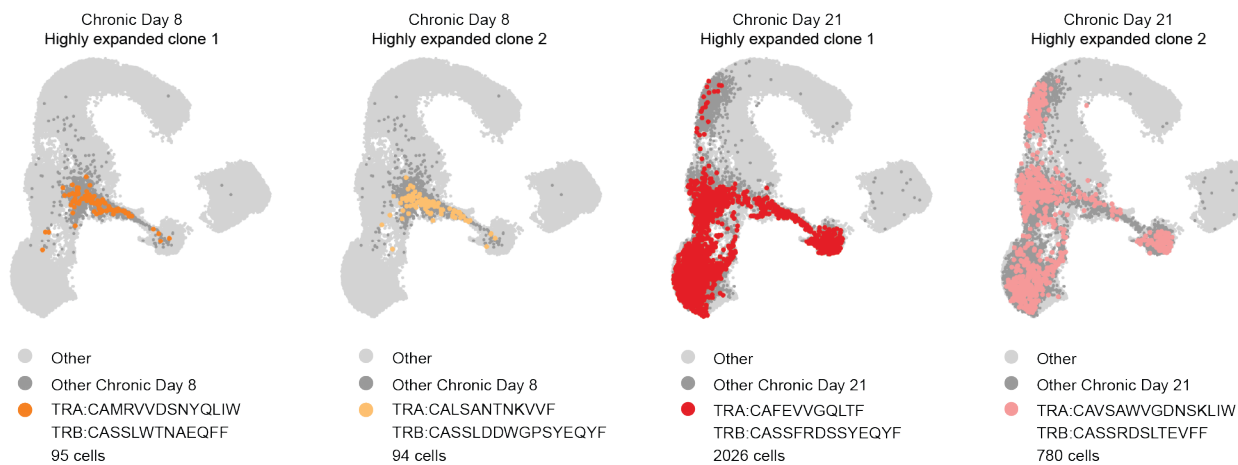 Chronic Day 8
Highly expanded clone 1
Chronic Day 8
Highly expanded clone 2
Chronic Day 21
Highly expanded clone 1
Chronic Day 21
Highly expanded clone 2
Other
Other Chronic Day 8
TRA:CAMRVVDSNYQLIW
TRB:CASSLWTNAEQFF
95 cells
Other
Other Chronic Day 8
TRA:CALSANTNKVVF
TRB:CASSLDDWGPSYEQYF
94 cells
Other
Other Chronic Day 21
TRA:CAFEVVGQLTF
TRB:CASSFRDSSYEQYF
2026 cells
Other
Other Chronic Day 21
TRA:CAVSAWVGDNSKLIW
TRB:CASSRDSLTEVFF
780 cells